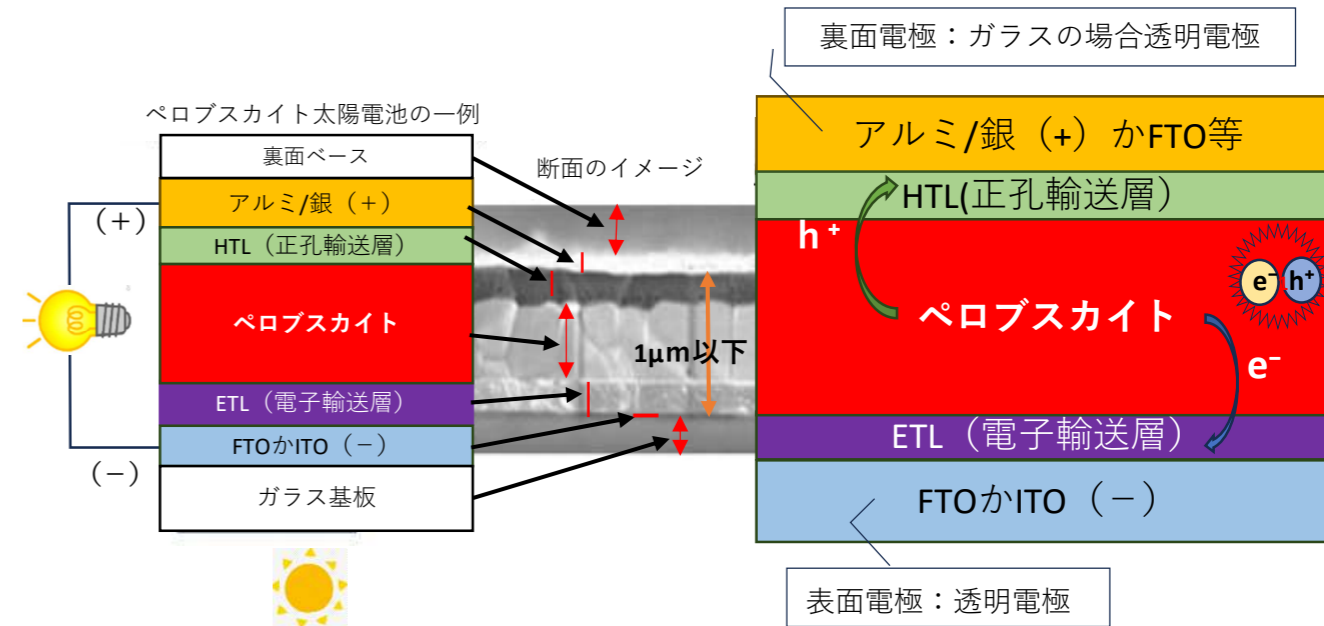 裏面電極：ガラスの場合透明電極
ペロブスカイト太陽電池の一例
裏面ベース
アルミ/銀（+）
HTL（正孔輸送層）
ペロブスカイト
ETL（電子輸送層）
FTOかITO（−）
ガラス基板
（+）
（−）
断面のイメージ
1μm以下
アルミ/銀（+）かFTO等
HTL(正孔輸送層）
h⁺
ペロブスカイト
e⁻ h⁺
e⁻
ETL（電子輸送層）
FTOかITO（−）
表面電極：透明電極